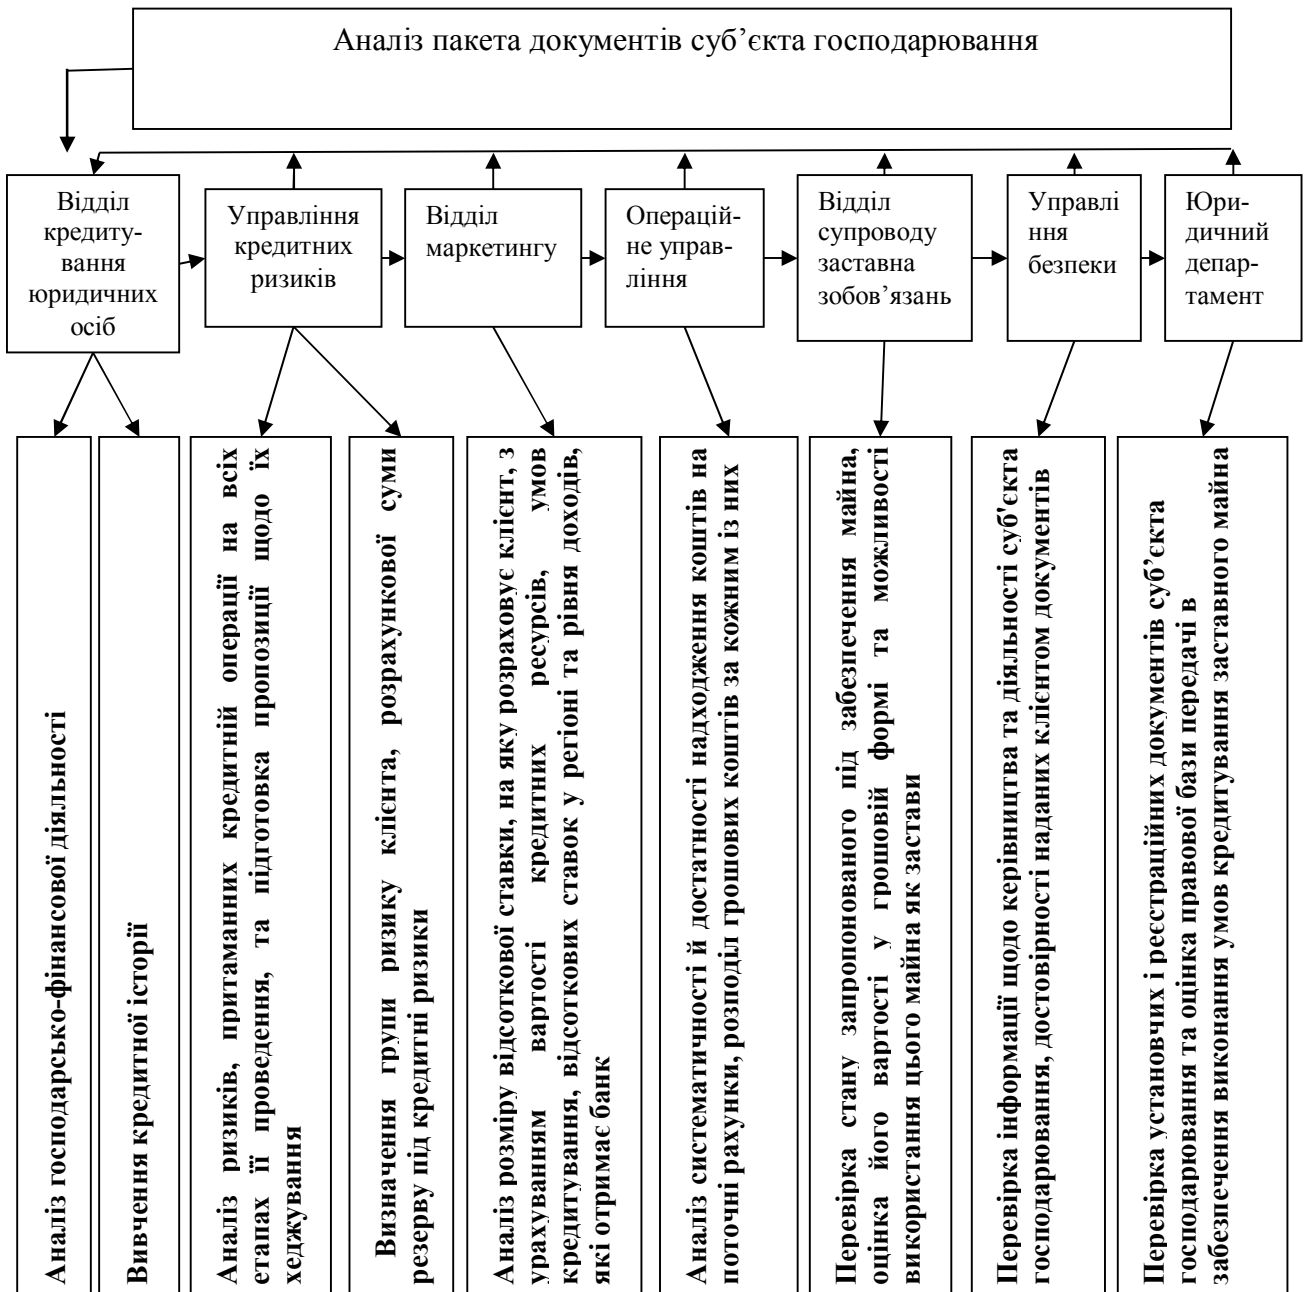 Аналіз пакета документів суб’єкта господарювання
Відділ
кредиту-
вання
юридичних
осіб
Управління
кредитних
ризиків
Відділ
маркетингу
Операцій-
не управ-
ління
Відділ
супроводу
заставна
зобов’язань
Управлі
ння
безпеки
Юри-
дичний
депар-
тамент
Аналіз господарсько-фінансової діяльності
Вивчення кредитної історії
Аналіз ризиків, притаманних кредитній операції на всіх
етапах її проведення, та підготовка пропозиції щодо їх
хеджування
Визначення групи ризику клієнта, розрахункової суми
резерву під кредитні ризики
Аналіз розміру відсоткової ставки, на яку розраховує клієнт, з
урахуванням вартості кредитних ресурсів, умов
кредитування, відсоткових ставок у регіоні та рівня доходів,
які отримає банк
Аналіз систематичності й достатності надходження коштів на
поточні рахунки, розподіл грошових коштів за кожним із них
Перевірка стану запропонованого під забезпечення майна,
оцінка його вартості у грошовій формі та можливості
використання цього майна як застави
Перевірка інформації щодо керівництва та діяльності суб'єкта
господарювання, достовірності наданих клієнтом документів
Перевірка установчих і реєстраційних документів суб’єкта
господарювання та оцінка правової бази передачі в
забезпечення виконання умов кредитування заставного майна